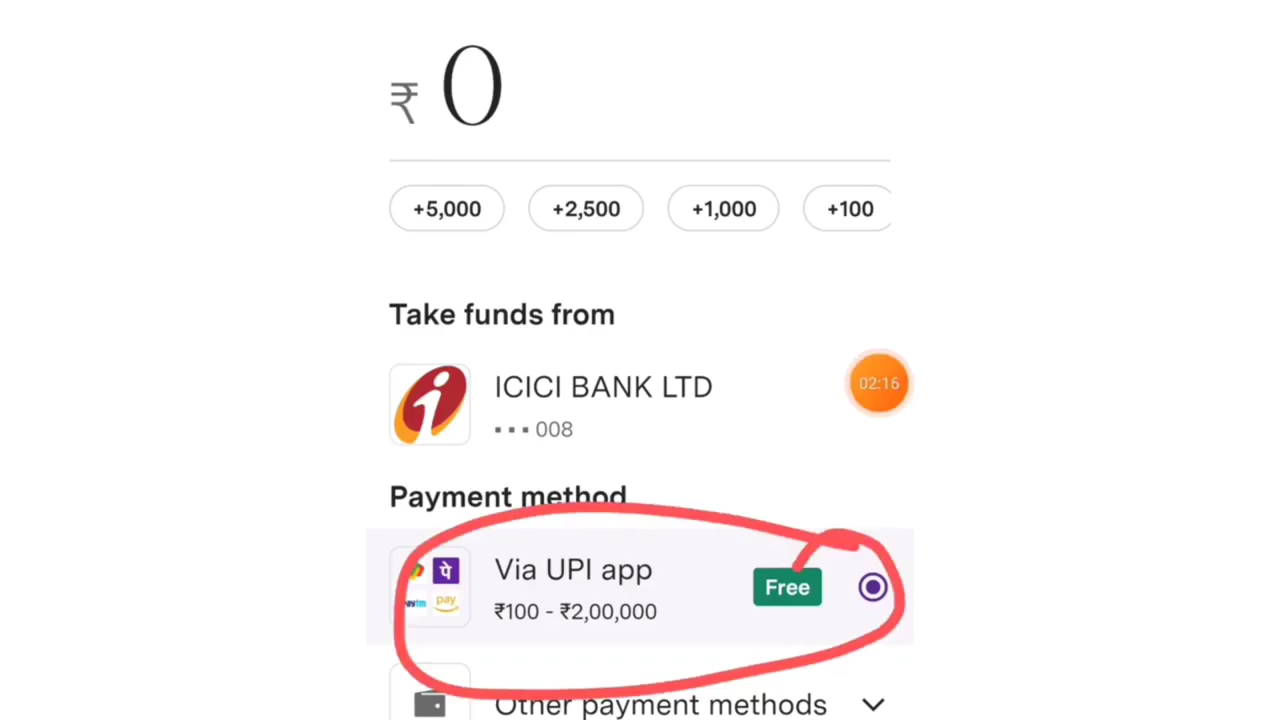 ₹ 0
+5,000 +2,500 +1,000 +100
Take funds from
ICICI BANK LTD
02:16
▪ ▪ ▪ 008
Payment method
Via UPI app
पे
Free
paytm pay
₹100 - ₹2,00,000
Other payment methods